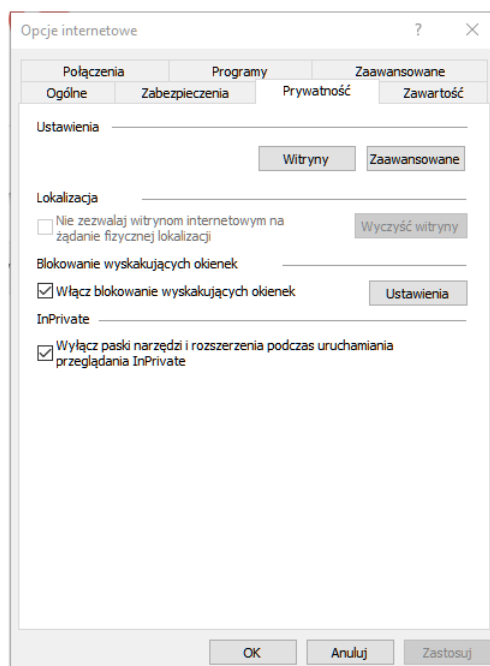 Opcje internetowe
Połączenia Programy Zaawansowane
Ogólne Zabezpieczenia Prywatność Zawartość
Ustawienia
Witryny Zaawansowane
Lokalizacja
Nie zezwalaj witrynom internetowym na
żądanie fizycznej lokalizacji
Wyczyść witryny
Blokowanie wyskakujących okienek
Włącz blokowanie wyskakujących okienek Ustawienia
InPrivate
Wyłącz paski narzędzi i rozszerzenia podczas uruchamiania
przeglądania InPrivate
OK Anuluj Zastosuj